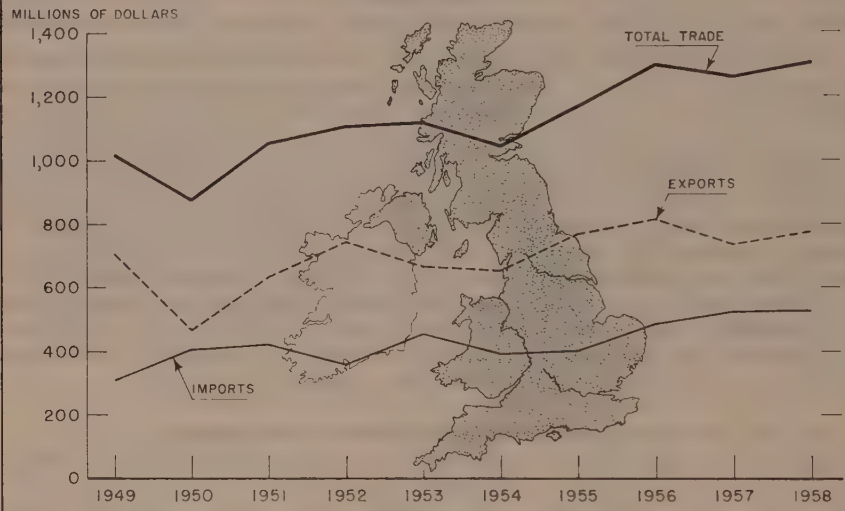 MILLIONS OF DOLLARS
1,400
TOTAL TRADE
1,200
1,000
EXPORTS
800
600
400
IMPORTS
200
0
1949 1950 1951 1952 1953 1954 1955 1956 1957 1958